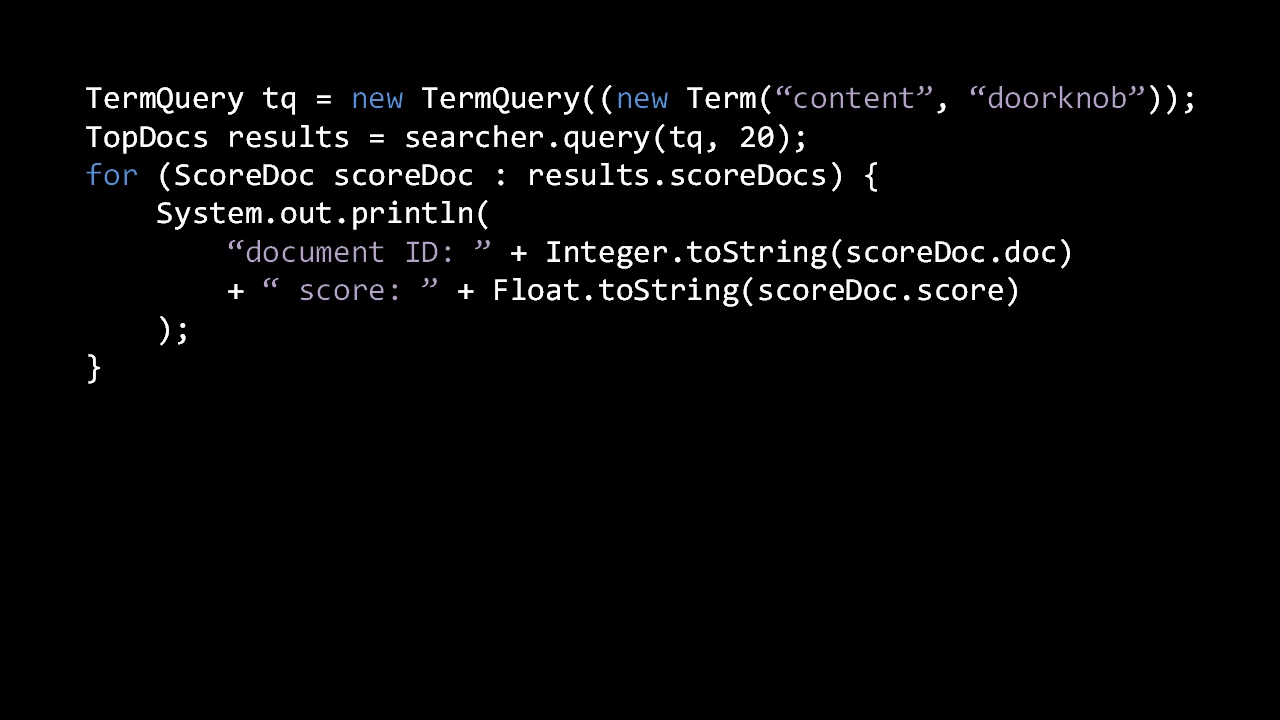 TermQuery tq = new TermQuery((new Term(“content”, “doorknob”));
TopDocs results = searcher.query(tq, 20);
for (ScoreDoc scoreDoc : results.scoreDocs) {
    System.out.println(
        “document ID: ” + Integer.toString(scoreDoc.doc)
        + “ score: ” + Float.toString(scoreDoc.score)
    );
}